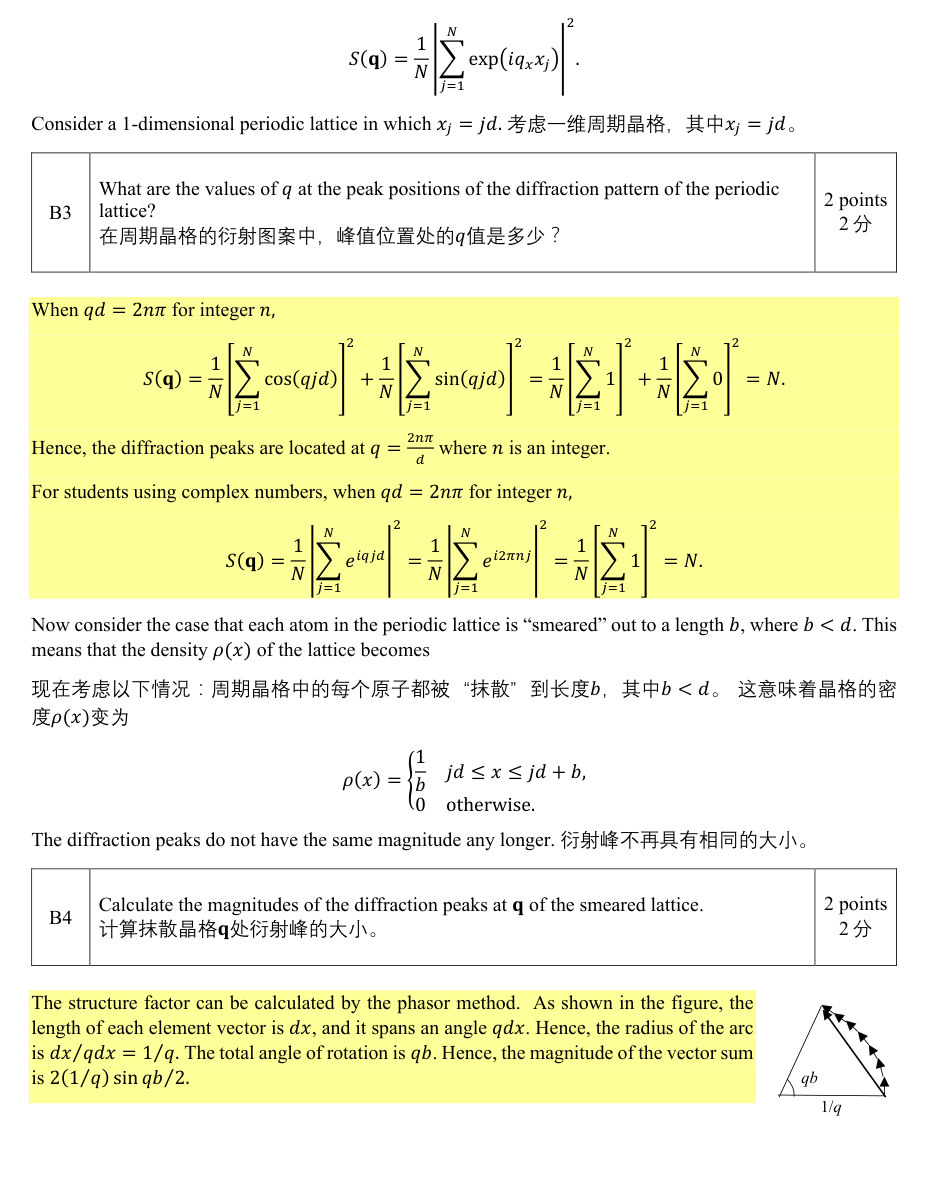 S(𝐪) = 1/N |∑_{j=1}^{N} exp(iq_x x_j)|^2.
Consider a 1-dimensional periodic lattice in which x_j = jd. 考虑一维周期晶格，其中x_j = jd。
B3
What are the values of q at the peak positions of the diffraction pattern of the periodic
lattice?
在周期晶格的衍射图案中，峰值位置处的q值是多少？
2 points
2 分
When qd = 2nπ for integer n,
S(𝐪) = 1/N [∑_{j=1}^{N} cos(qjd)]^2 + 1/N [∑_{j=1}^{N} sin(qjd)]^2 = 1/N [∑_{j=1}^{N} 1]^2 + 1/N [∑_{j=1}^{N} 0]^2 = N.
Hence, the diffraction peaks are located at q = 2nπ/d where n is an integer.
For students using complex numbers, when qd = 2nπ for integer n,
S(𝐪) = 1/N |∑_{j=1}^{N} e^{iqjd}|^2 = 1/N |∑_{j=1}^{N} e^{i2πnj}|^2 = 1/N [∑_{j=1}^{N} 1]^2 = N.
Now consider the case that each atom in the periodic lattice is “smeared” out to a length b, where b < d. This
means that the density ρ(x) of the lattice becomes
现在考虑以下情况：周期晶格中的每个原子都被“抹散”到长度b，其中b < d。 这意味着晶格的密
度ρ(x)变为
ρ(x) = { 1/b jd ≤ x ≤ jd + b,
0 otherwise.
The diffraction peaks do not have the same magnitude any longer. 衍射峰不再具有相同的大小。
B4
Calculate the magnitudes of the diffraction peaks at 𝐪 of the smeared lattice.
计算抹散晶格𝐪处衍射峰的大小。
2 points
2 分
The structure factor can be calculated by the phasor method. As shown in the figure, the
length of each element vector is dx, and it spans an angle qdx. Hence, the radius of the arc
is dx/qdx = 1/q. The total angle of rotation is qb. Hence, the magnitude of the vector sum
is 2(1/q) sin qb/2.
qb
1/q